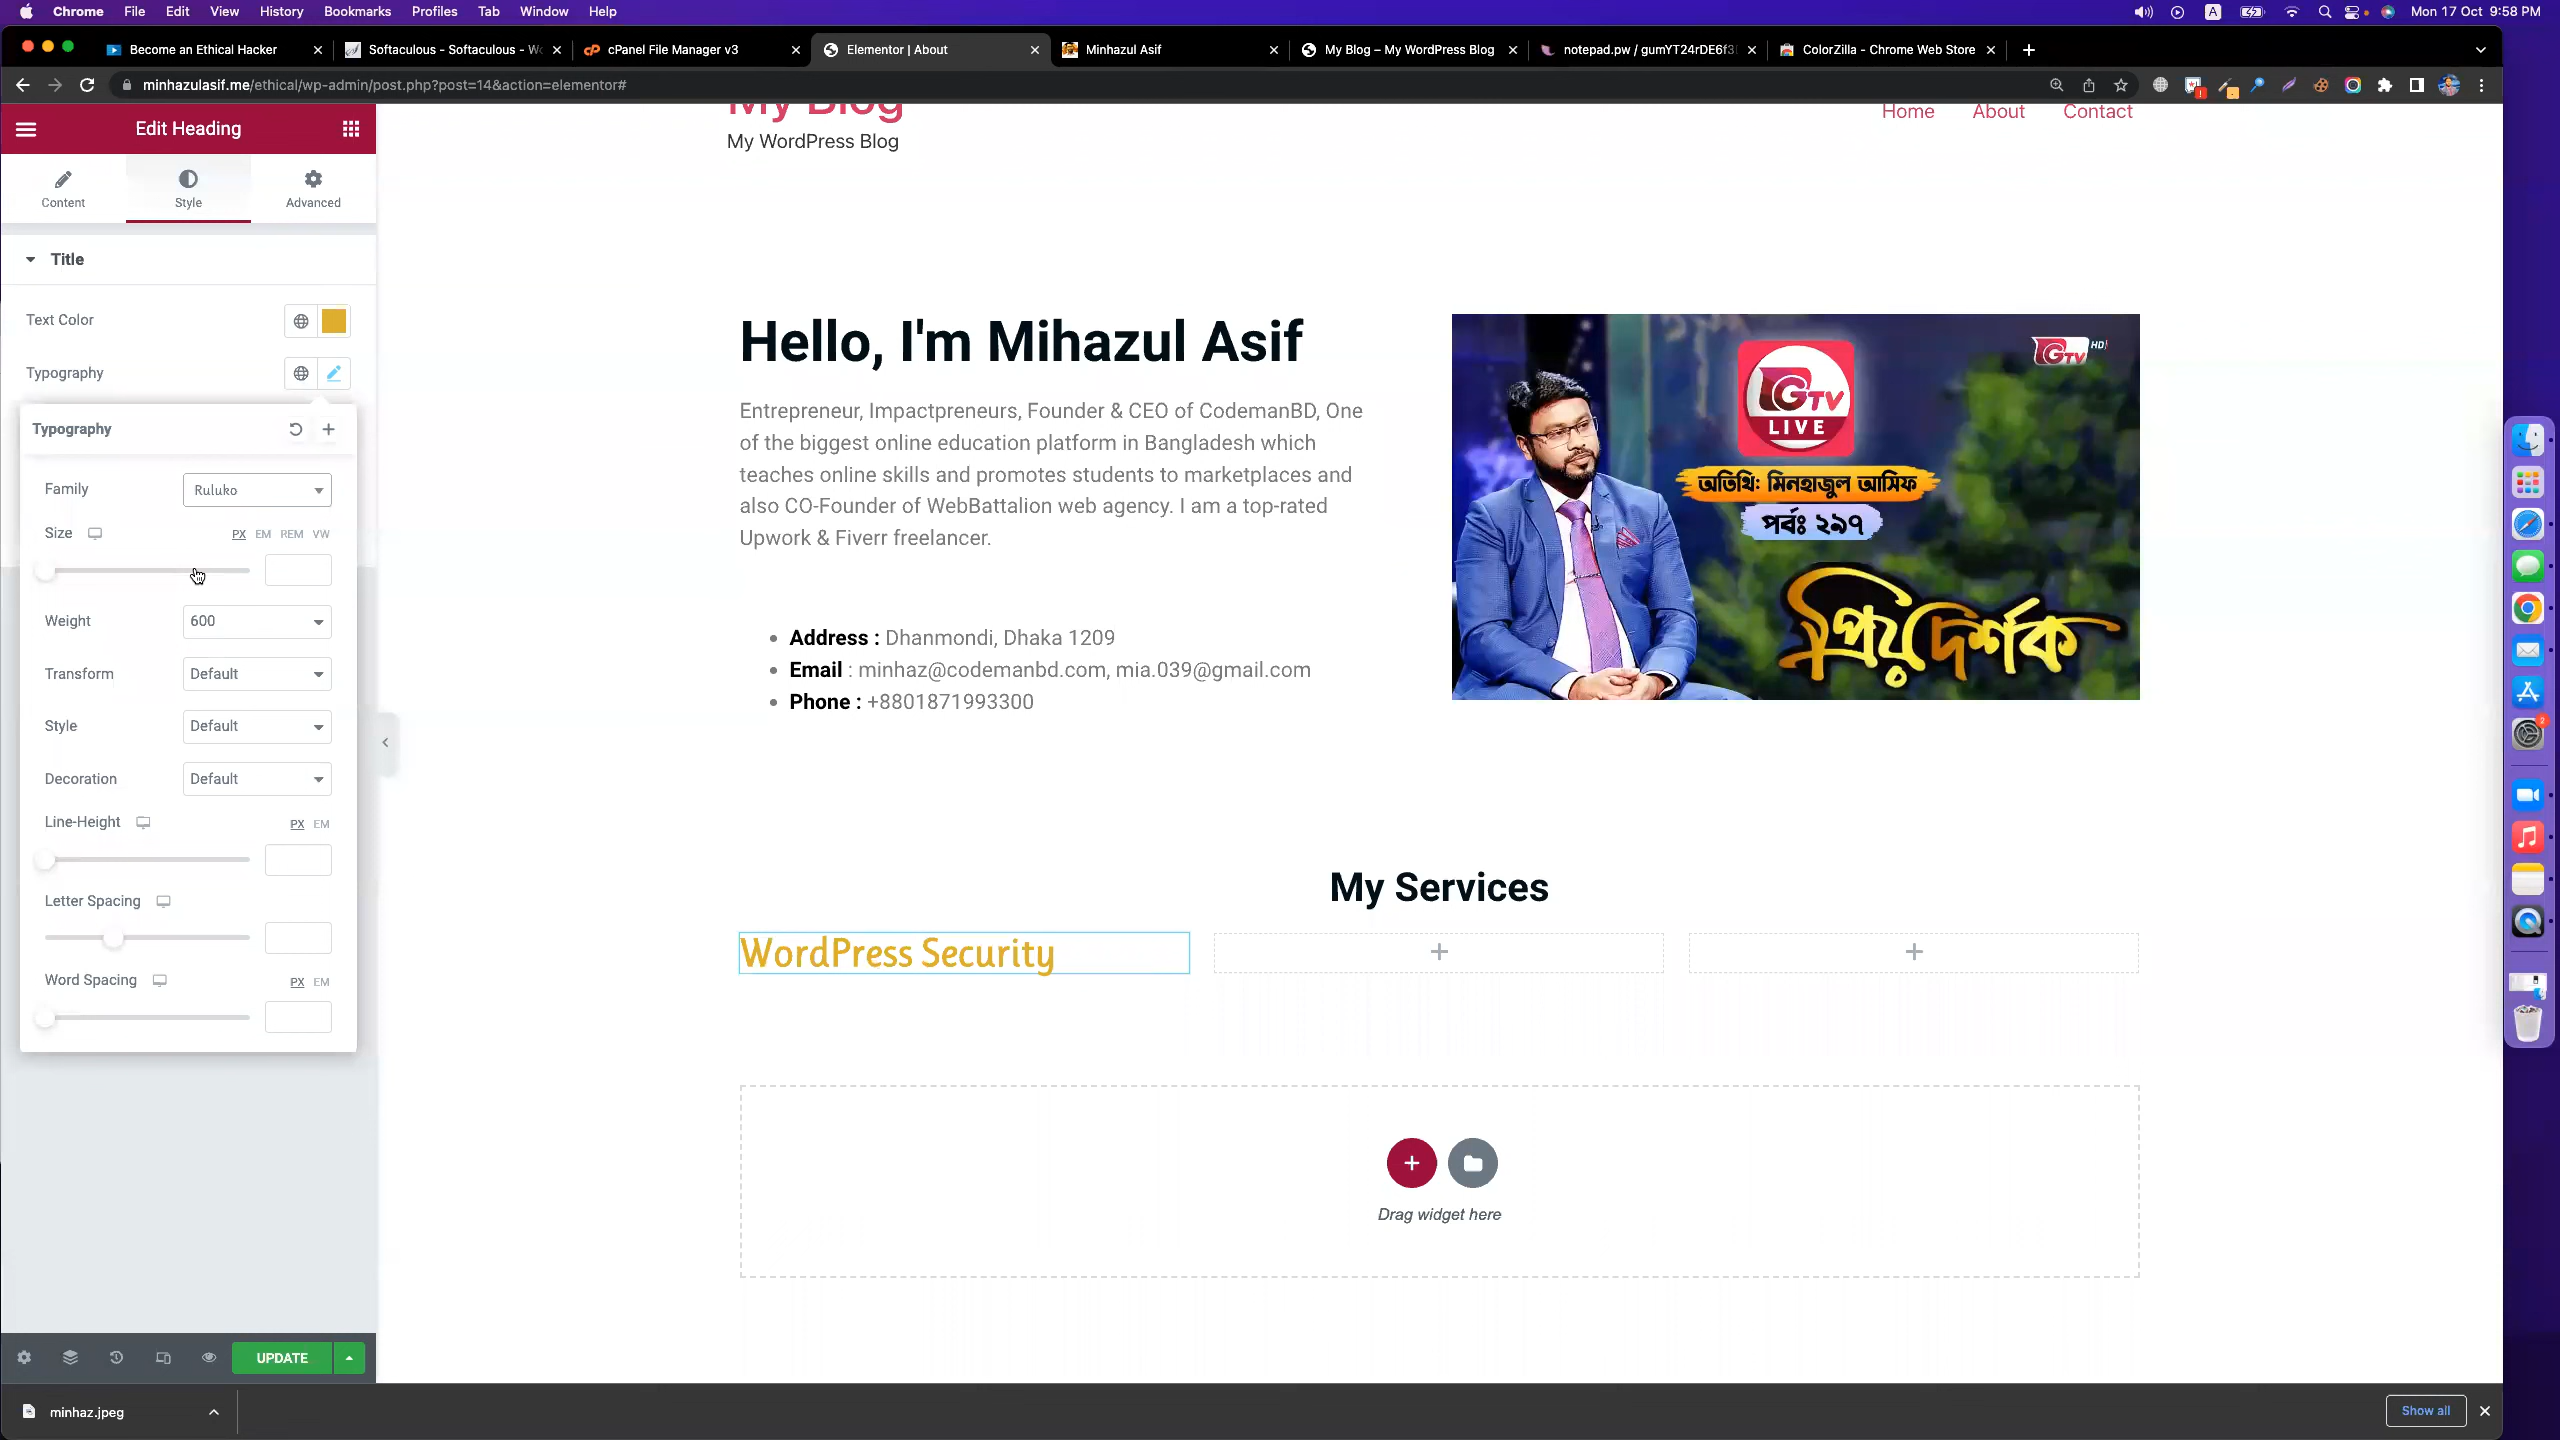 Chrome File Edit View History Bookmarks Profiles Tab Window Help
A
Mon 17 Oct 9:58 PM
Become an Ethical Hacker
Softaculous - Softaculous - Wo
cPanel File Manager v3
Elementor | About
Minhazul Asif
My Blog – My WordPress Blog
notepad.pw / gumYT24rDE6f3
ColorZilla - Chrome Web Store
minhazulasif.me/ethical/wp-admin/post.php?post=14&action=elementor#
Edit Heading
Content
Style
Advanced
Title
Text Color
Typography
Typography
Family
Ruluko
Size
PX EM REM VW
Weight
600
Transform
Default
Style
Default
Decoration
Default
Line-Height
PX EM
Letter Spacing
Word Spacing
PX EM
UPDATE
My Blog
My WordPress Blog
Home About Contact
Hello, I'm Mihazul Asif
Entrepreneur, Impactpreneurs, Founder & CEO of CodemanBD, One
of the biggest online education platform in Bangladesh which
teaches online skills and promotes students to marketplaces and
also CO-Founder of WebBattalion web agency. I am a top-rated
Upwork & Fiverr freelancer.
Address : Dhanmondi, Dhaka 1209
Email : minhaz@codemanbd.com, mia.039@gmail.com
Phone : +8801871993300
GTV HD
GTV
LIVE
অতিথি: মিনহাজুল আসিফ
পর্বঃ ২৯৭
প্রিয়দর্শক
My Services
WordPress Security
Drag widget here
minhaz.jpeg
Show all
2